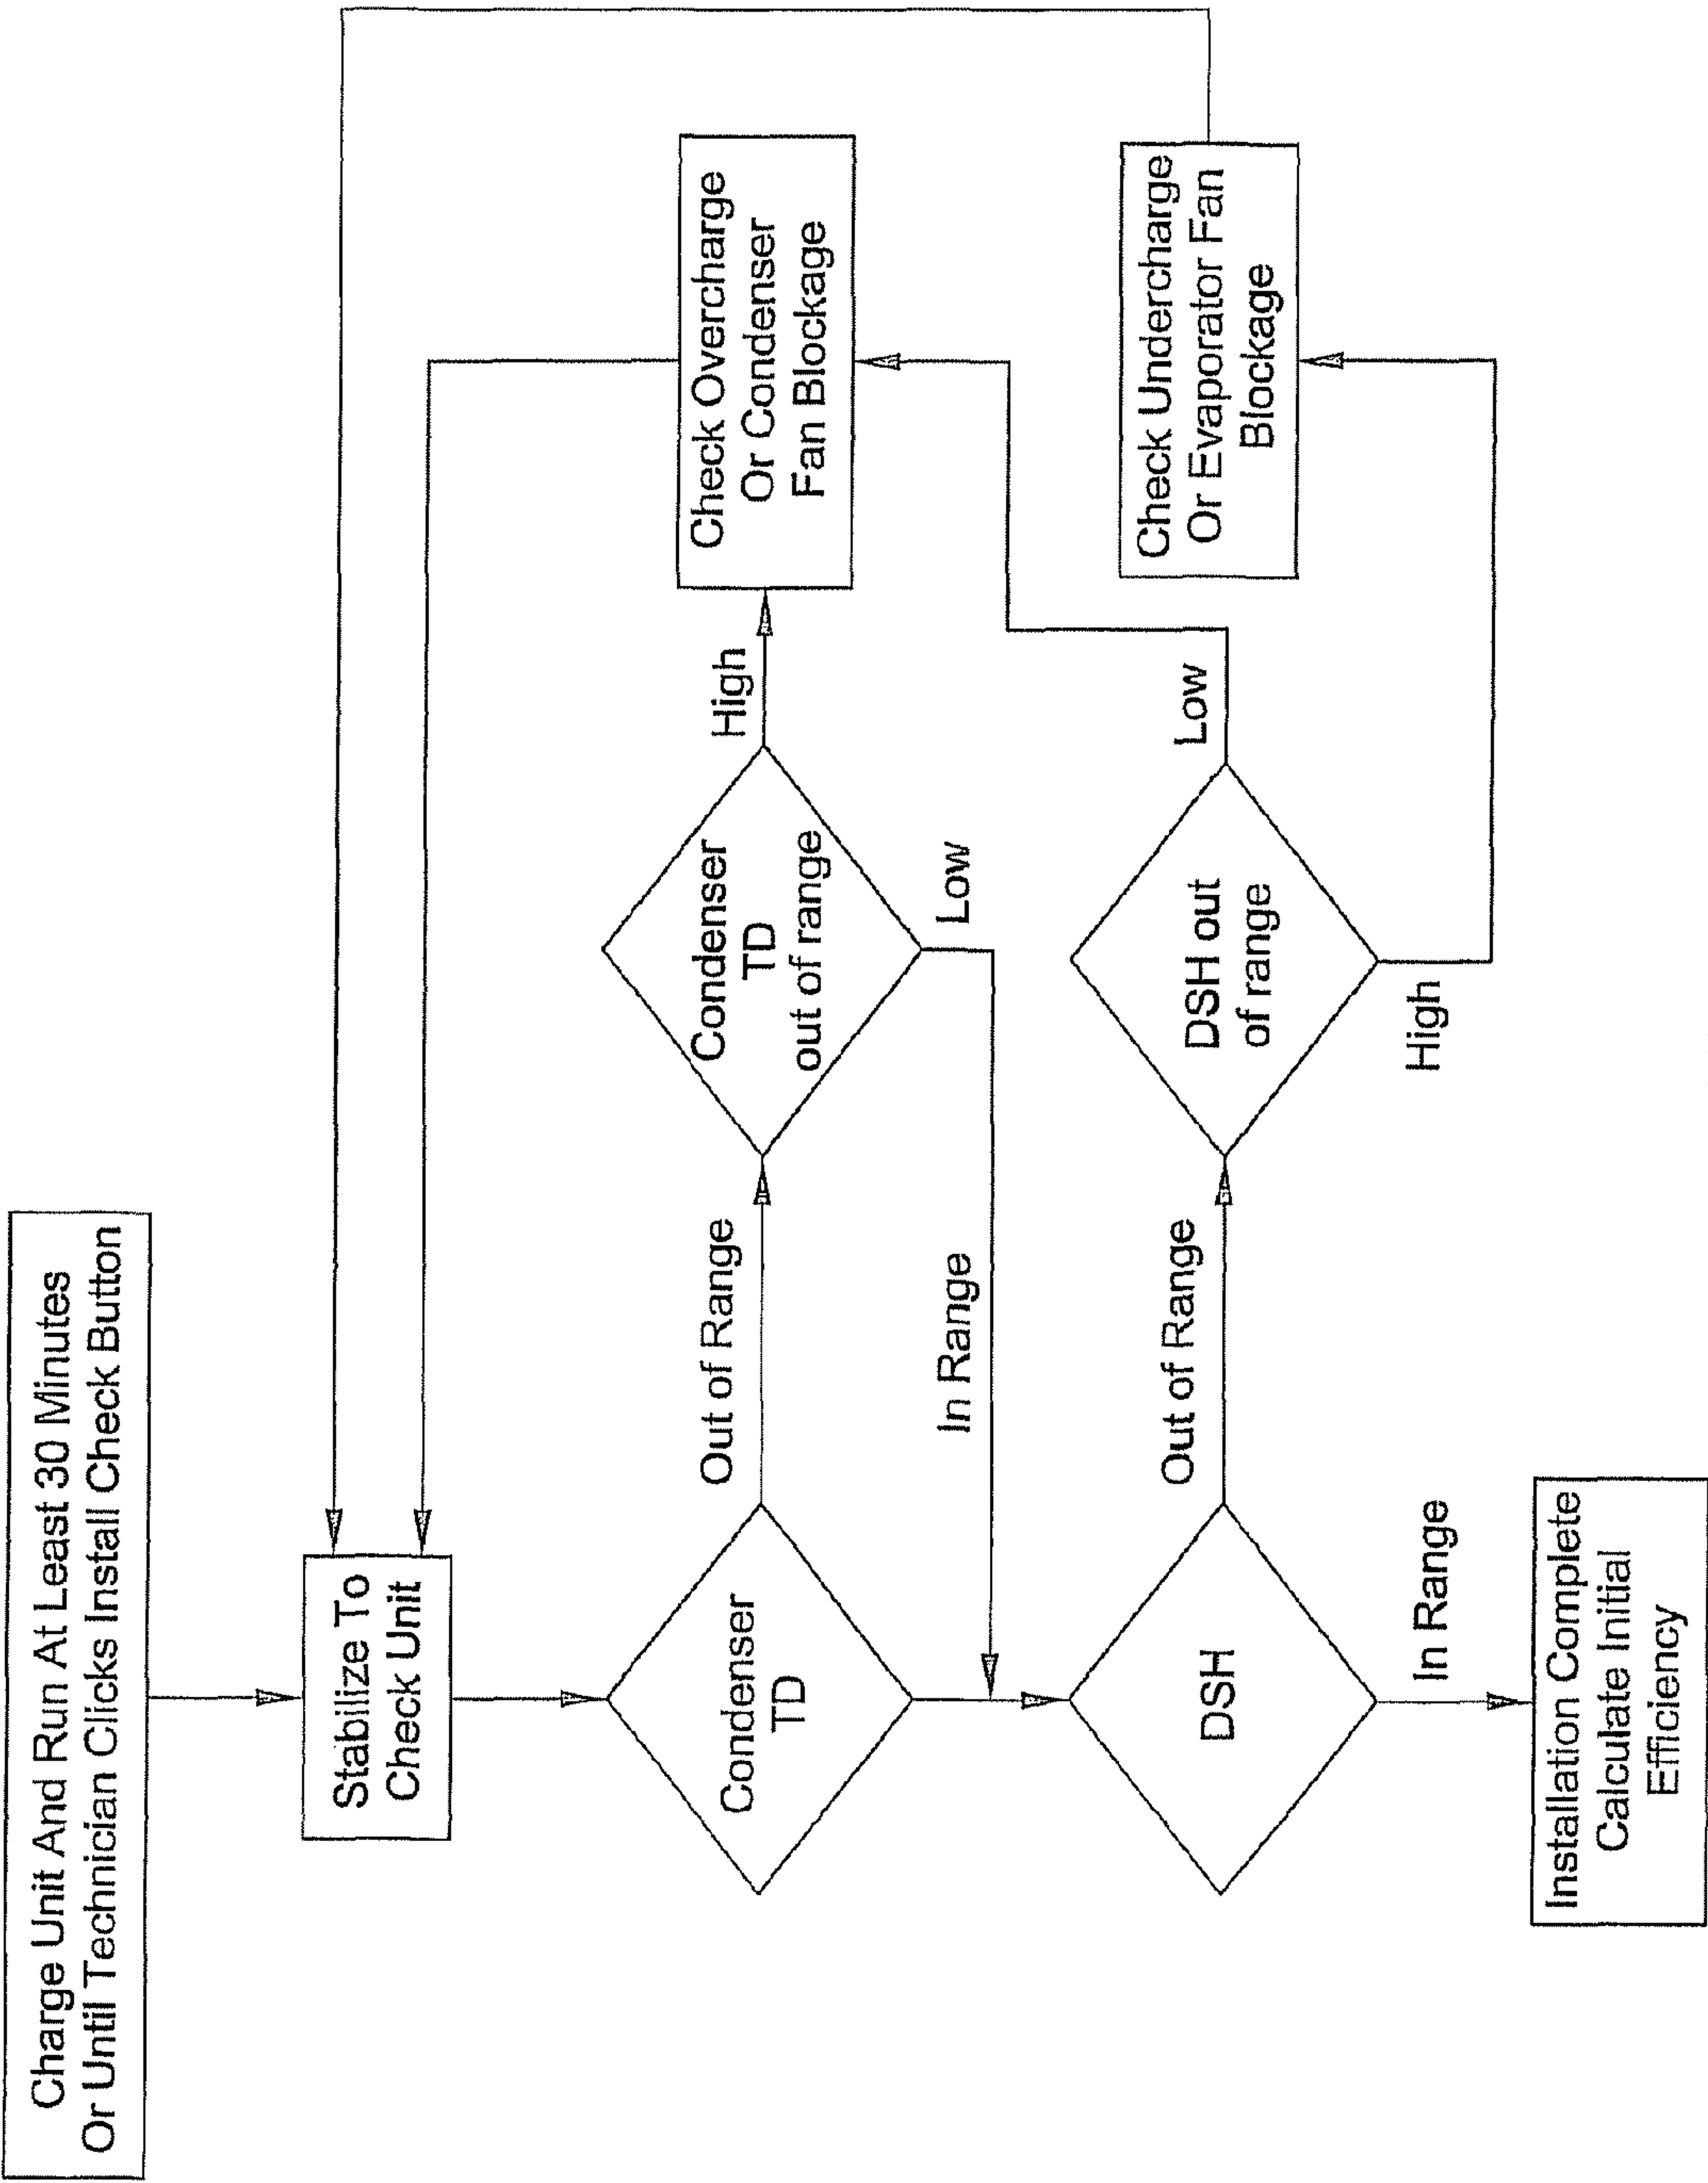 Charge Unit And Run At Least 30 Minutes
Or Until Technician Clicks Install Check Button
Stabilize To
Check Unit
Condenser
TD
Out of Range
Condenser
TD
out of range
High
Check Overcharge
Or Condenser
Fan Blockage
In Range
Low
DSH
Out of Range
DSH out
of range
Low
Check Undercharge
Or Evaporator Fan
Blockage
In Range
High
Installation Complete
Calculate Initial
Efficiency